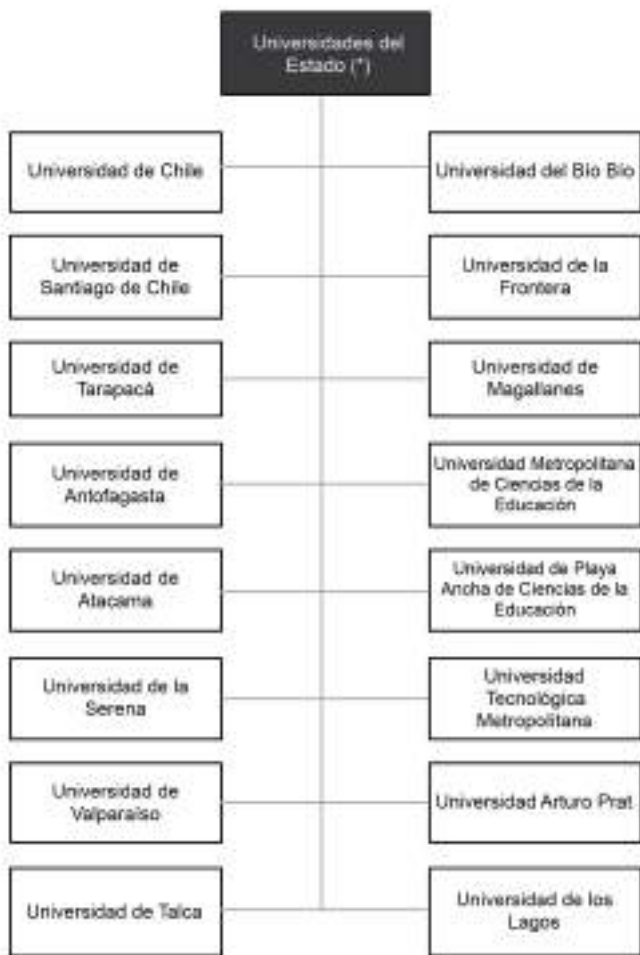 Universidades del
Estado (*)
Universidad de Chile
Universidad del Bío Bío
Universidad de
Santiago de Chile
Universidad de la
Frontera
Universidad de
Tarapacá
Universidad de
Magallanes
Universidad de
Antofagasta
Universidad Metropolitana
de Ciencias de la
Educación
Universidad de
Atacama
Universidad de Playa
Ancha de Ciencias de la
Educación
Universidad de la
Serena
Universidad
Tecnológica
Metropolitana
Universidad de
Valparaíso
Universidad Arturo Prat
Universidad de Talca
Universidad de los
Lagos